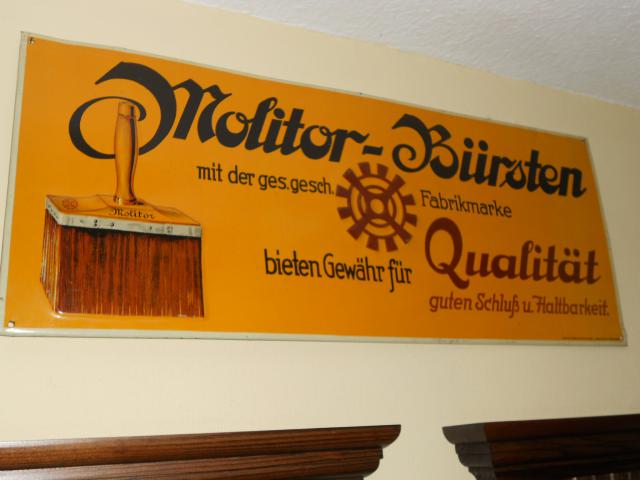 Molitor-Bürsten
mit der ges. gesch. Fabrikmarke
bieten Gewähr für Qualität
guten Schluß u. Haltbarkeit.
Molitor